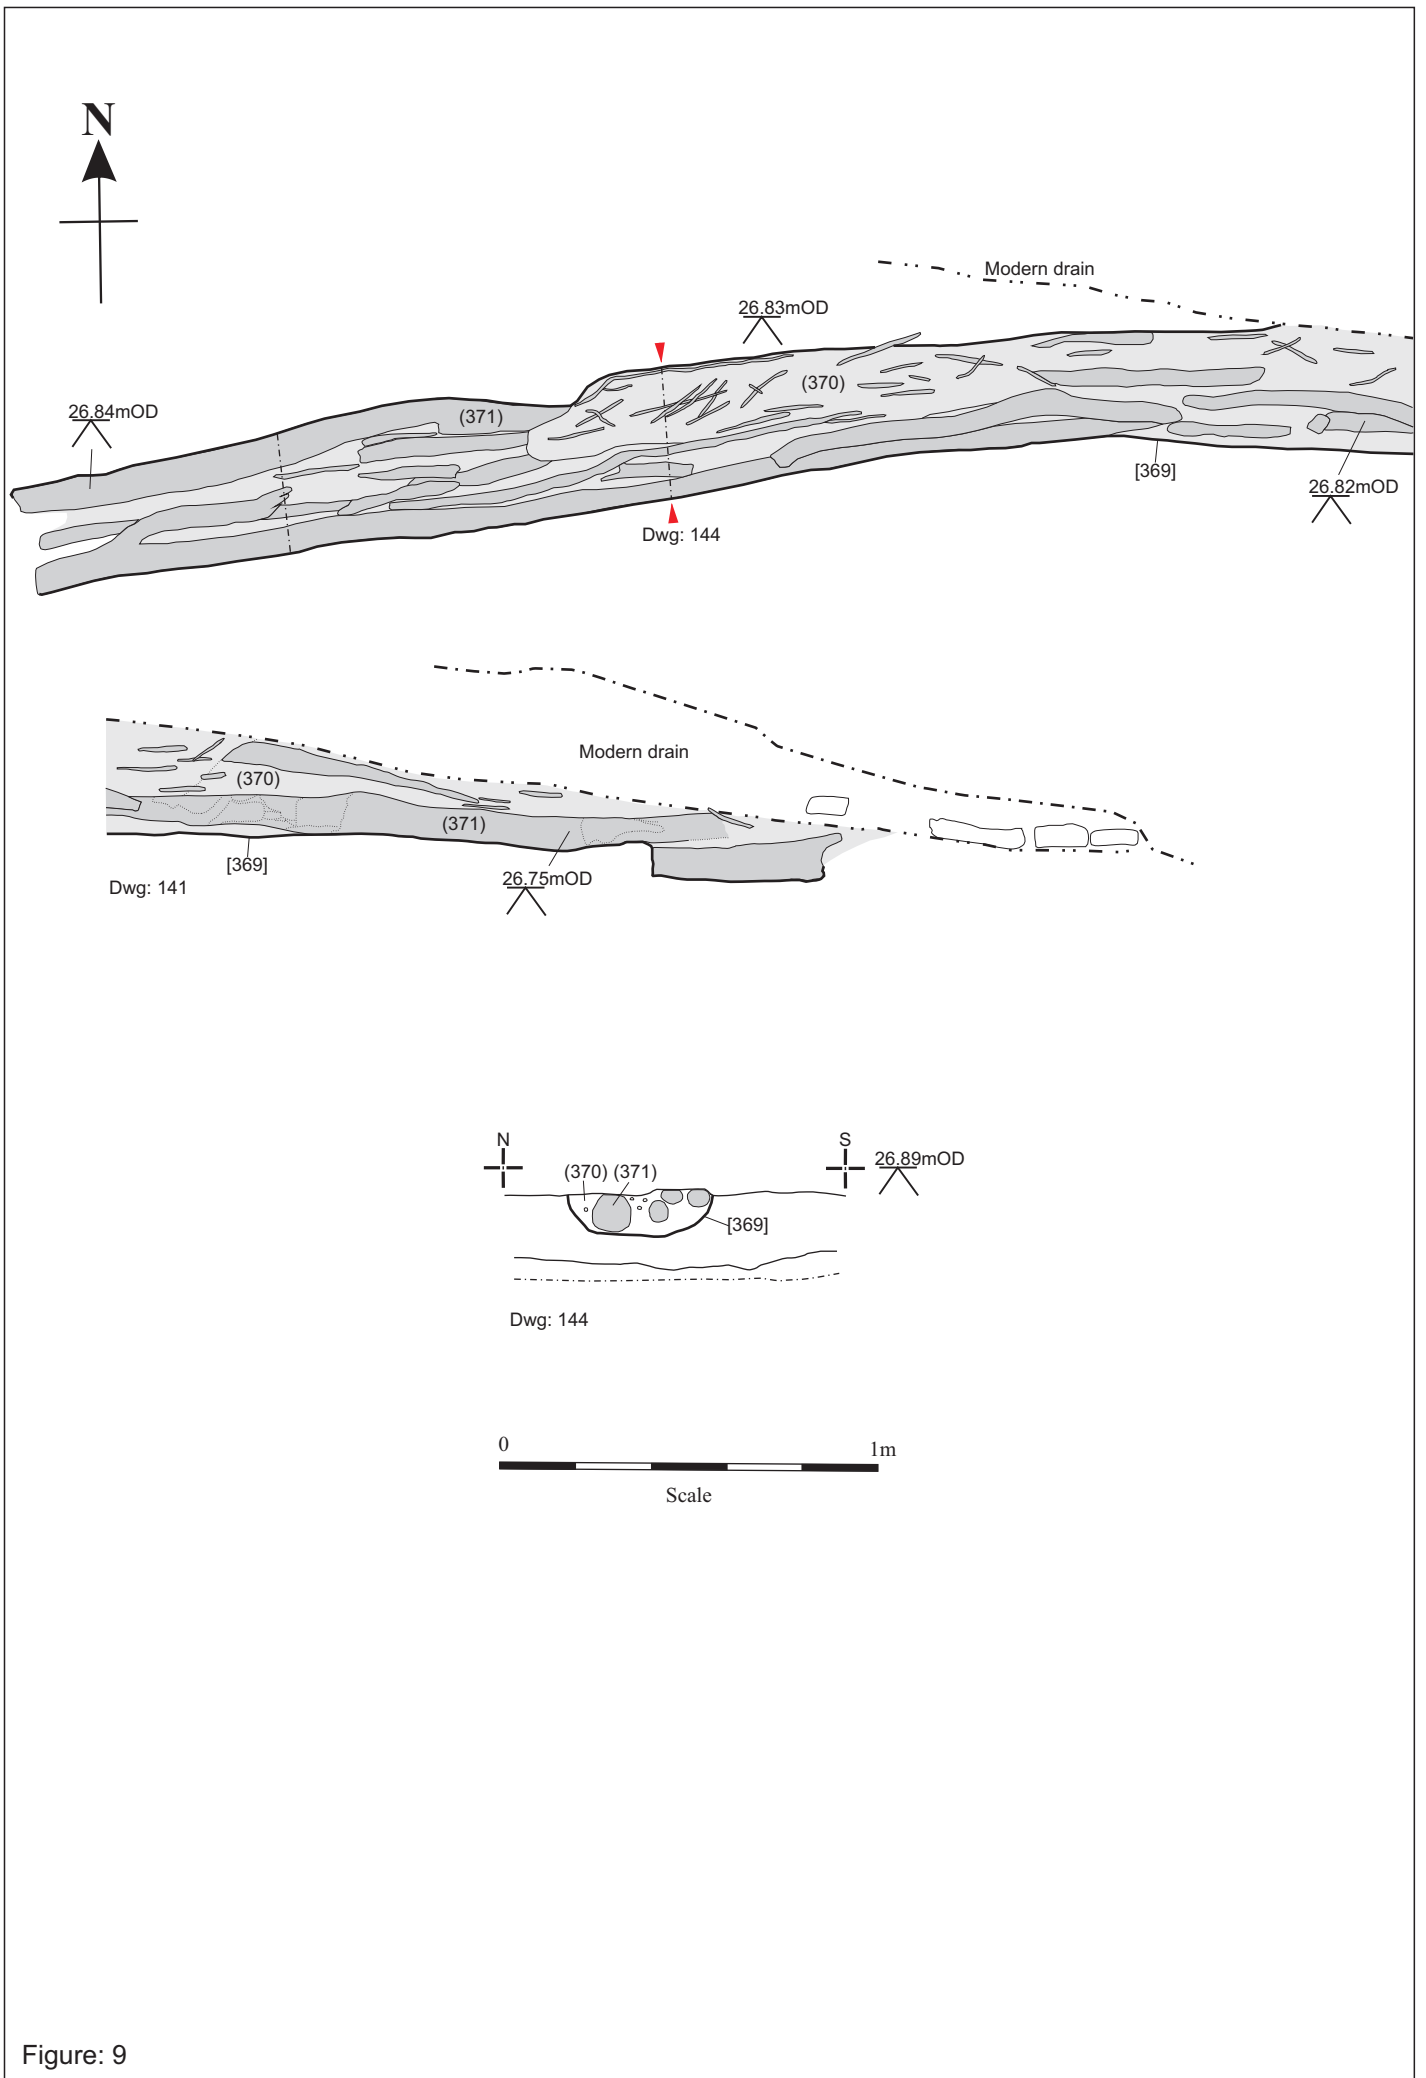 N
Modern drain
26.83mOD
(370)
26.84mOD
(371)
[369]
26.82mOD
Dwg: 144
Modern drain
(370)
(371)
[369]
26.75mOD
Dwg: 141
N
S
26.89mOD
(370) (371)
[369]
Dwg: 144
0
1m
Scale
Figure: 9